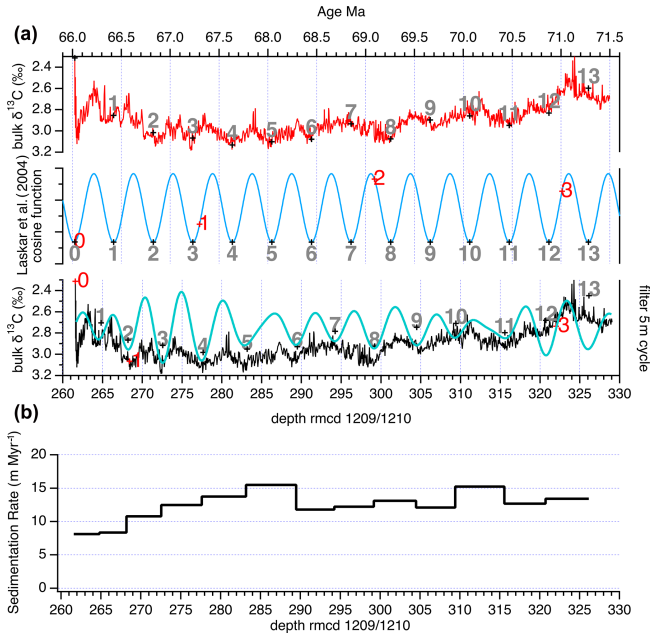 Age Ma
(a)
66.0 66.5 67.0 67.5 68.0 68.5 69.0 69.5 70.0 70.5 71.0 71.5
bulk δ13C (‰)
2.4
2.6
2.8
3.0
3.2
1 2 3 4 5 6 7 8 9 10 11 12 13
Laskar et al. (2004)
cosine function
0 1 2 3
0 1 2 3 4 5 6 7 8 9 10 11 12 13
bulk δ13C (‰)
2.4
2.6
2.8
3.0
3.2
0 1 3
1 2 3 4 5 6 7 8 9 10 11 12 13
filter 5 m cycle
260 265 270 275 280 285 290 295 300 305 310 315 320 325 330
depth rmcd 1209/1210
(b)
Sedimentation Rate (m Myr⁻¹)
20
15
10
5
0
260 265 270 275 280 285 290 295 300 305 310 315 320 325 330
depth rmcd 1209/1210